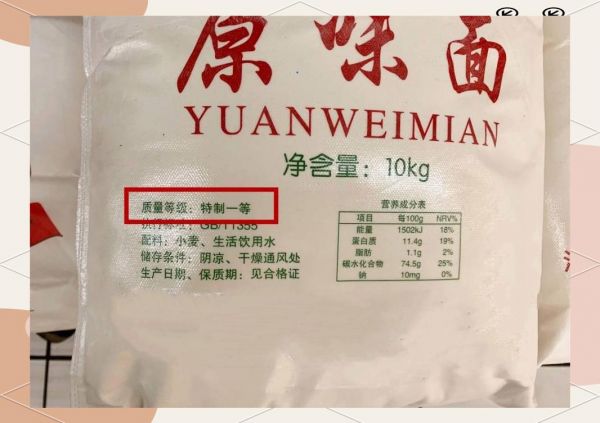 原味面
YUANWEIMIAN
净含量：10kg
质量等级：特制一等
执行标准：GB/T1355
配料：小麦、生活饮用水
储存条件：阴凉、干燥通风处
生产日期、保质期：见合格证
营养成分表
项目 每100g NRV%
能量 1502kJ 18%
蛋白质 11.4g 19%
脂肪 1.1g 2%
碳水化合物 74.5g 25%
钠 10mg 0%